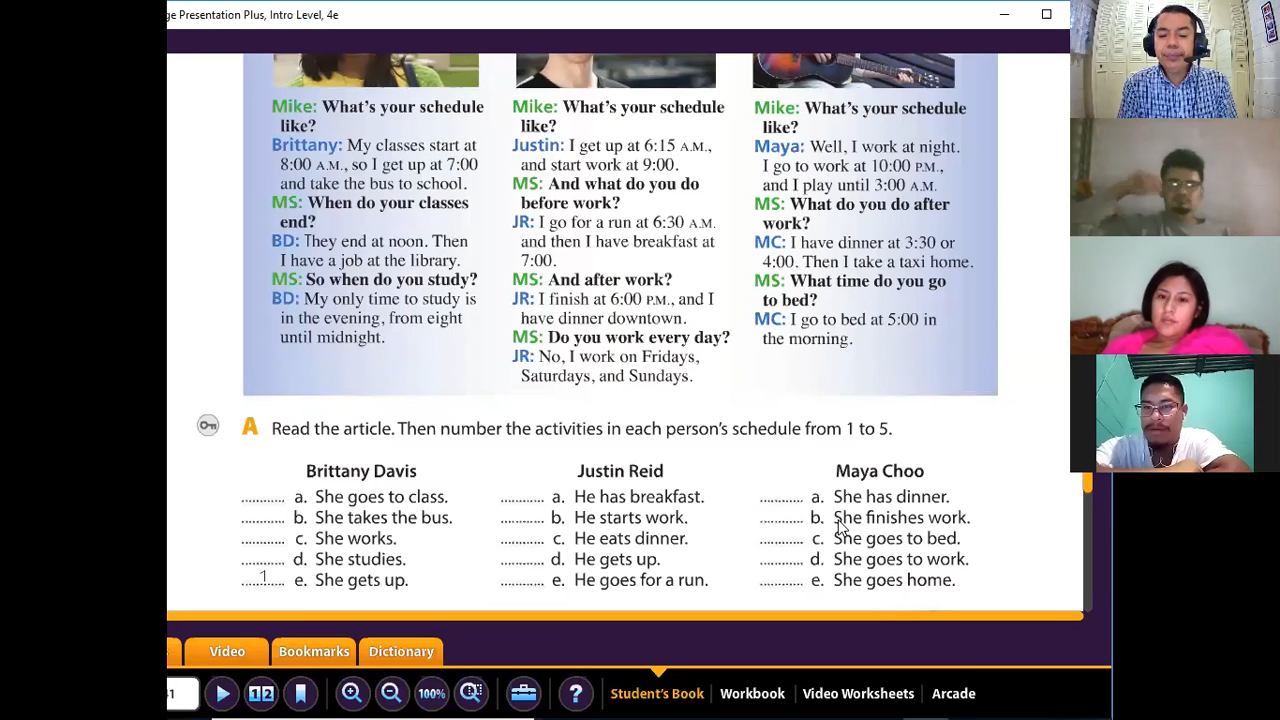 ge Presentation Plus, Intro Level, 4e
Mike: What's your schedule
like?
Brittany: My classes start at
8:00 A.M., so I get up at 7:00
and take the bus to school.
MS: When do your classes
end?
BD: They end at noon. Then
I have a job at the library.
MS: So when do you study?
BD: My only time to study is
in the evening, from eight
until midnight.
Mike: What's your schedule
like?
Justin: I get up at 6:15 A.M.,
and start work at 9:00.
MS: And what do you do
before work?
JR: I go for a run at 6:30 A.M.
and then I have breakfast at
7:00.
MS: And after work?
JR: I finish at 6:00 P.M., and I
have dinner downtown.
MS: Do you work every day?
JR: No, I work on Fridays,
Saturdays, and Sundays.
Mike: What's your schedule
like?
Maya: Well, I work at night.
I go to work at 10:00 P.M.,
and I play until 3:00 A.M.
MS: What do you do after
work?
MC: I have dinner at 3:30 or
4:00. Then I take a taxi home.
MS: What time do you go
to bed?
MC: I go to bed at 5:00 in
the morning.
A Read the article. Then number the activities in each person's schedule from 1 to 5.
Brittany Davis
........... a. She goes to class.
........... b. She takes the bus.
........... c. She works.
........... d. She studies.
.....1..... e. She gets up.
Justin Reid
........... a. He has breakfast.
........... b. He starts work.
........... c. He eats dinner.
........... d. He gets up.
........... e. He goes for a run.
Maya Choo
........... a. She has dinner.
........... b. She finishes work.
........... c. She goes to bed.
........... d. She goes to work.
........... e. She goes home.
Video Bookmarks Dictionary
1 2 100% ? Student's Book Workbook Video Worksheets Arcade